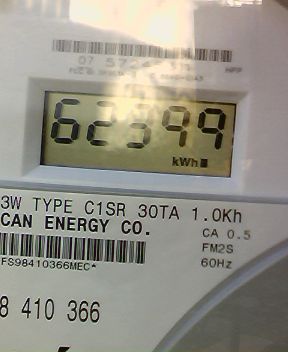 62399
kWh
3W TYPE C1SR 30TA 1.0Kh
CAN ENERGY CO.
CA 0.5
FM2S
60Hz
FS98410366MEC*
8 410 366